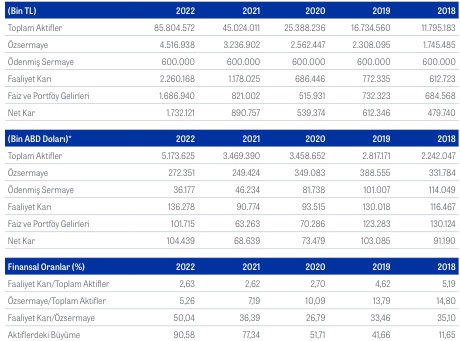 (Bin TL) 2022 2021 2020 2019 2018
Toplam Aktifler 85.804.572 45.024.011 25.388.236 16.734.560 11.795.183
Özsermaye 4.516.938 3.236.902 2.562.447 2.308.095 1.745.485
Ödenmiş Sermaye 600.000 600.000 600.000 600.000 600.000
Faaliyet Karı 2.260.168 1.178.025 686.446 772.335 612.723
Faiz ve Portföy Gelirleri 1.686.940 821.002 515.931 732.323 684.568
Net Kar 1.732.121 890.757 539.374 612.346 479.740
(Bin ABD Doları)* 2022 2021 2020 2019 2018
Toplam Aktifler 5.173.625 3.469.390 3.458.652 2.817.171 2.242.047
Özsermaye 272.351 249.424 349.083 388.555 331.784
Ödenmiş Sermaye 36.177 46.234 81.738 101.007 114.049
Faaliyet Karı 136.278 90.774 93.515 130.018 116.467
Faiz ve Portföy Gelirleri 101.715 63.263 70.286 123.283 130.124
Net Kar 104.439 68.639 73.479 103.085 91.190
Finansal Oranlar (%) 2022 2021 2020 2019 2018
Faaliyet Karı/Toplam Aktifler 2,63 2,62 2,70 4,62 5,19
Özsermaye/Toplam Aktifler 5,26 7,19 10,09 13,79 14,80
Faaliyet Karı/Özsermaye 50,04 36,39 26,79 33,46 35,10
Aktiflerdeki Büyüme 90,58 77,34 51,71 41,66 11,65